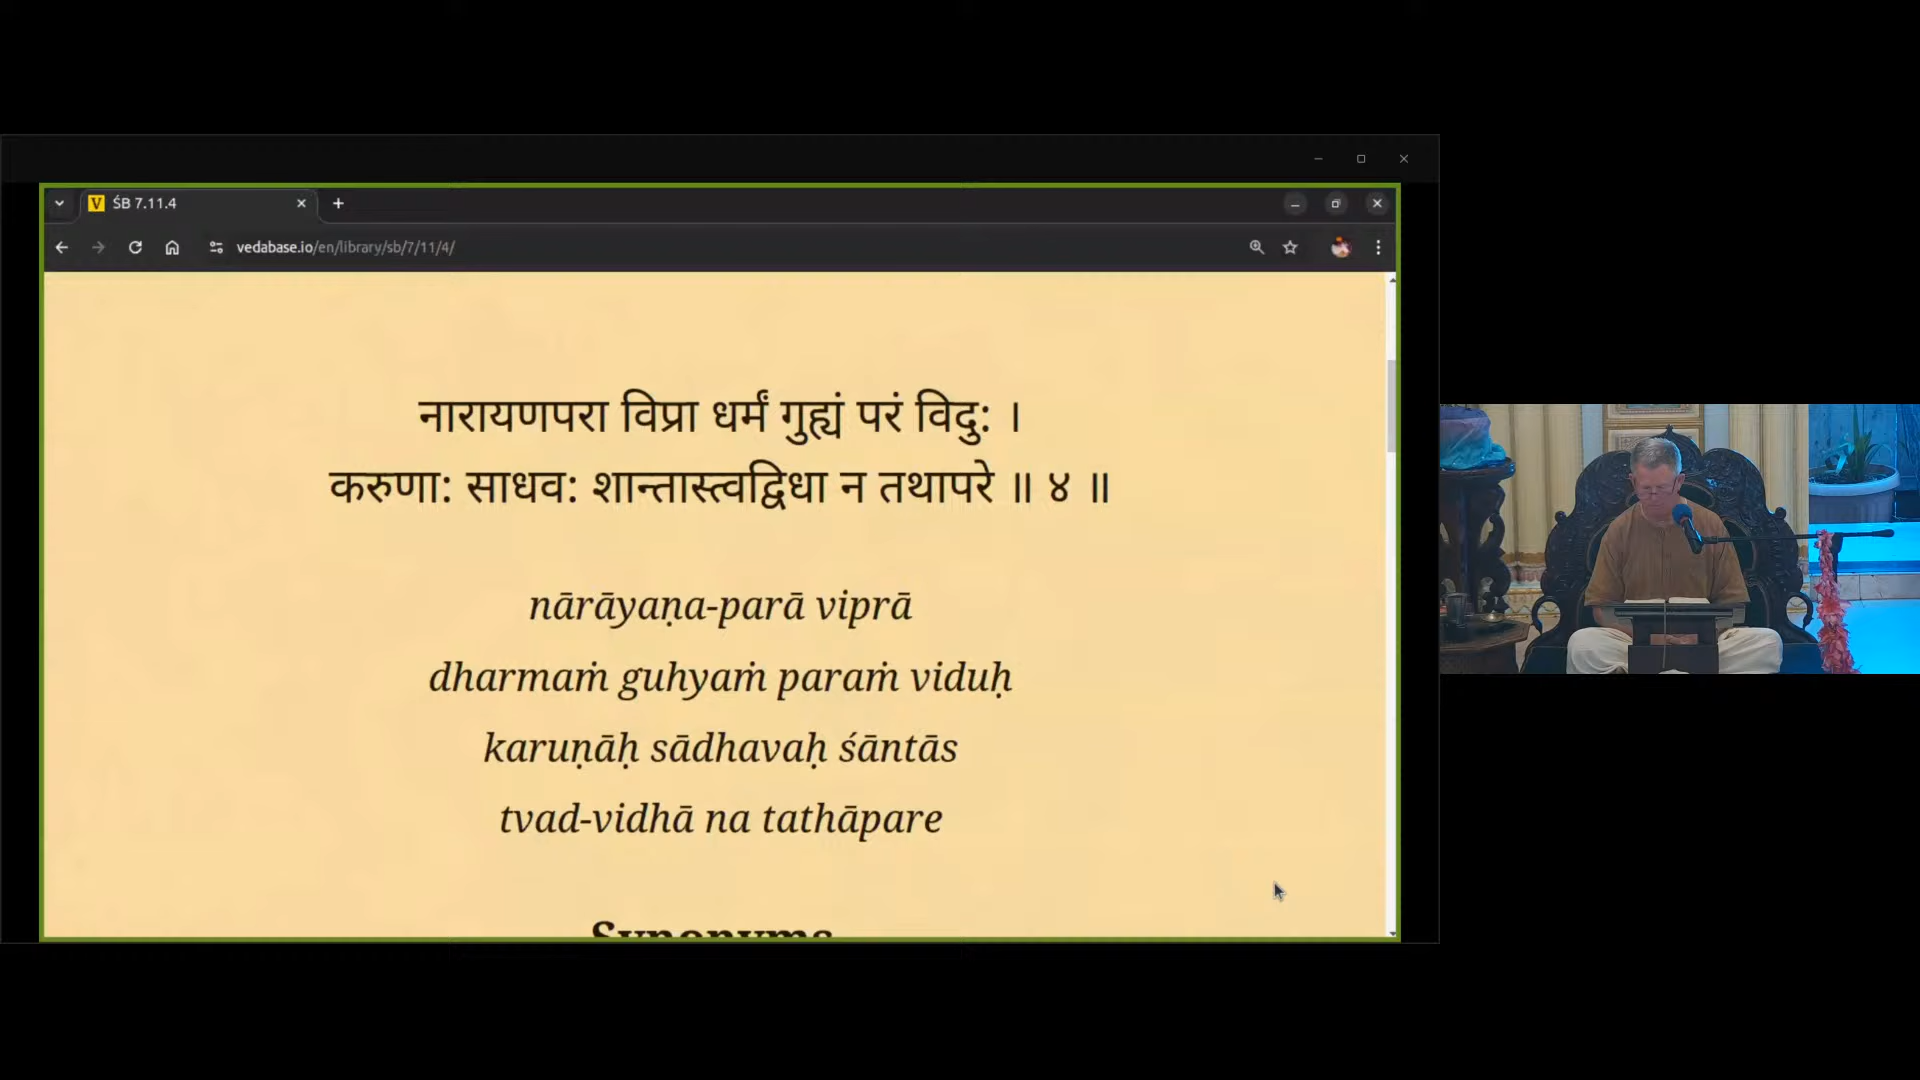 ŚB 7.11.4
vedabase.io/en/library/sb/7/11/4/
नारायणपरा विप्रा धर्मं गुह्यं परं विदु: ।
करुणा: साधव: शान्तास्त्वद्विधा न तथापरे ॥ ४ ॥
nārāyaṇa-parā viprā
dharmaṁ guhyaṁ paraṁ viduḥ
karuṇāḥ sādhavaḥ śāntās
tvad-vidhā na tathāpare
Synonyms